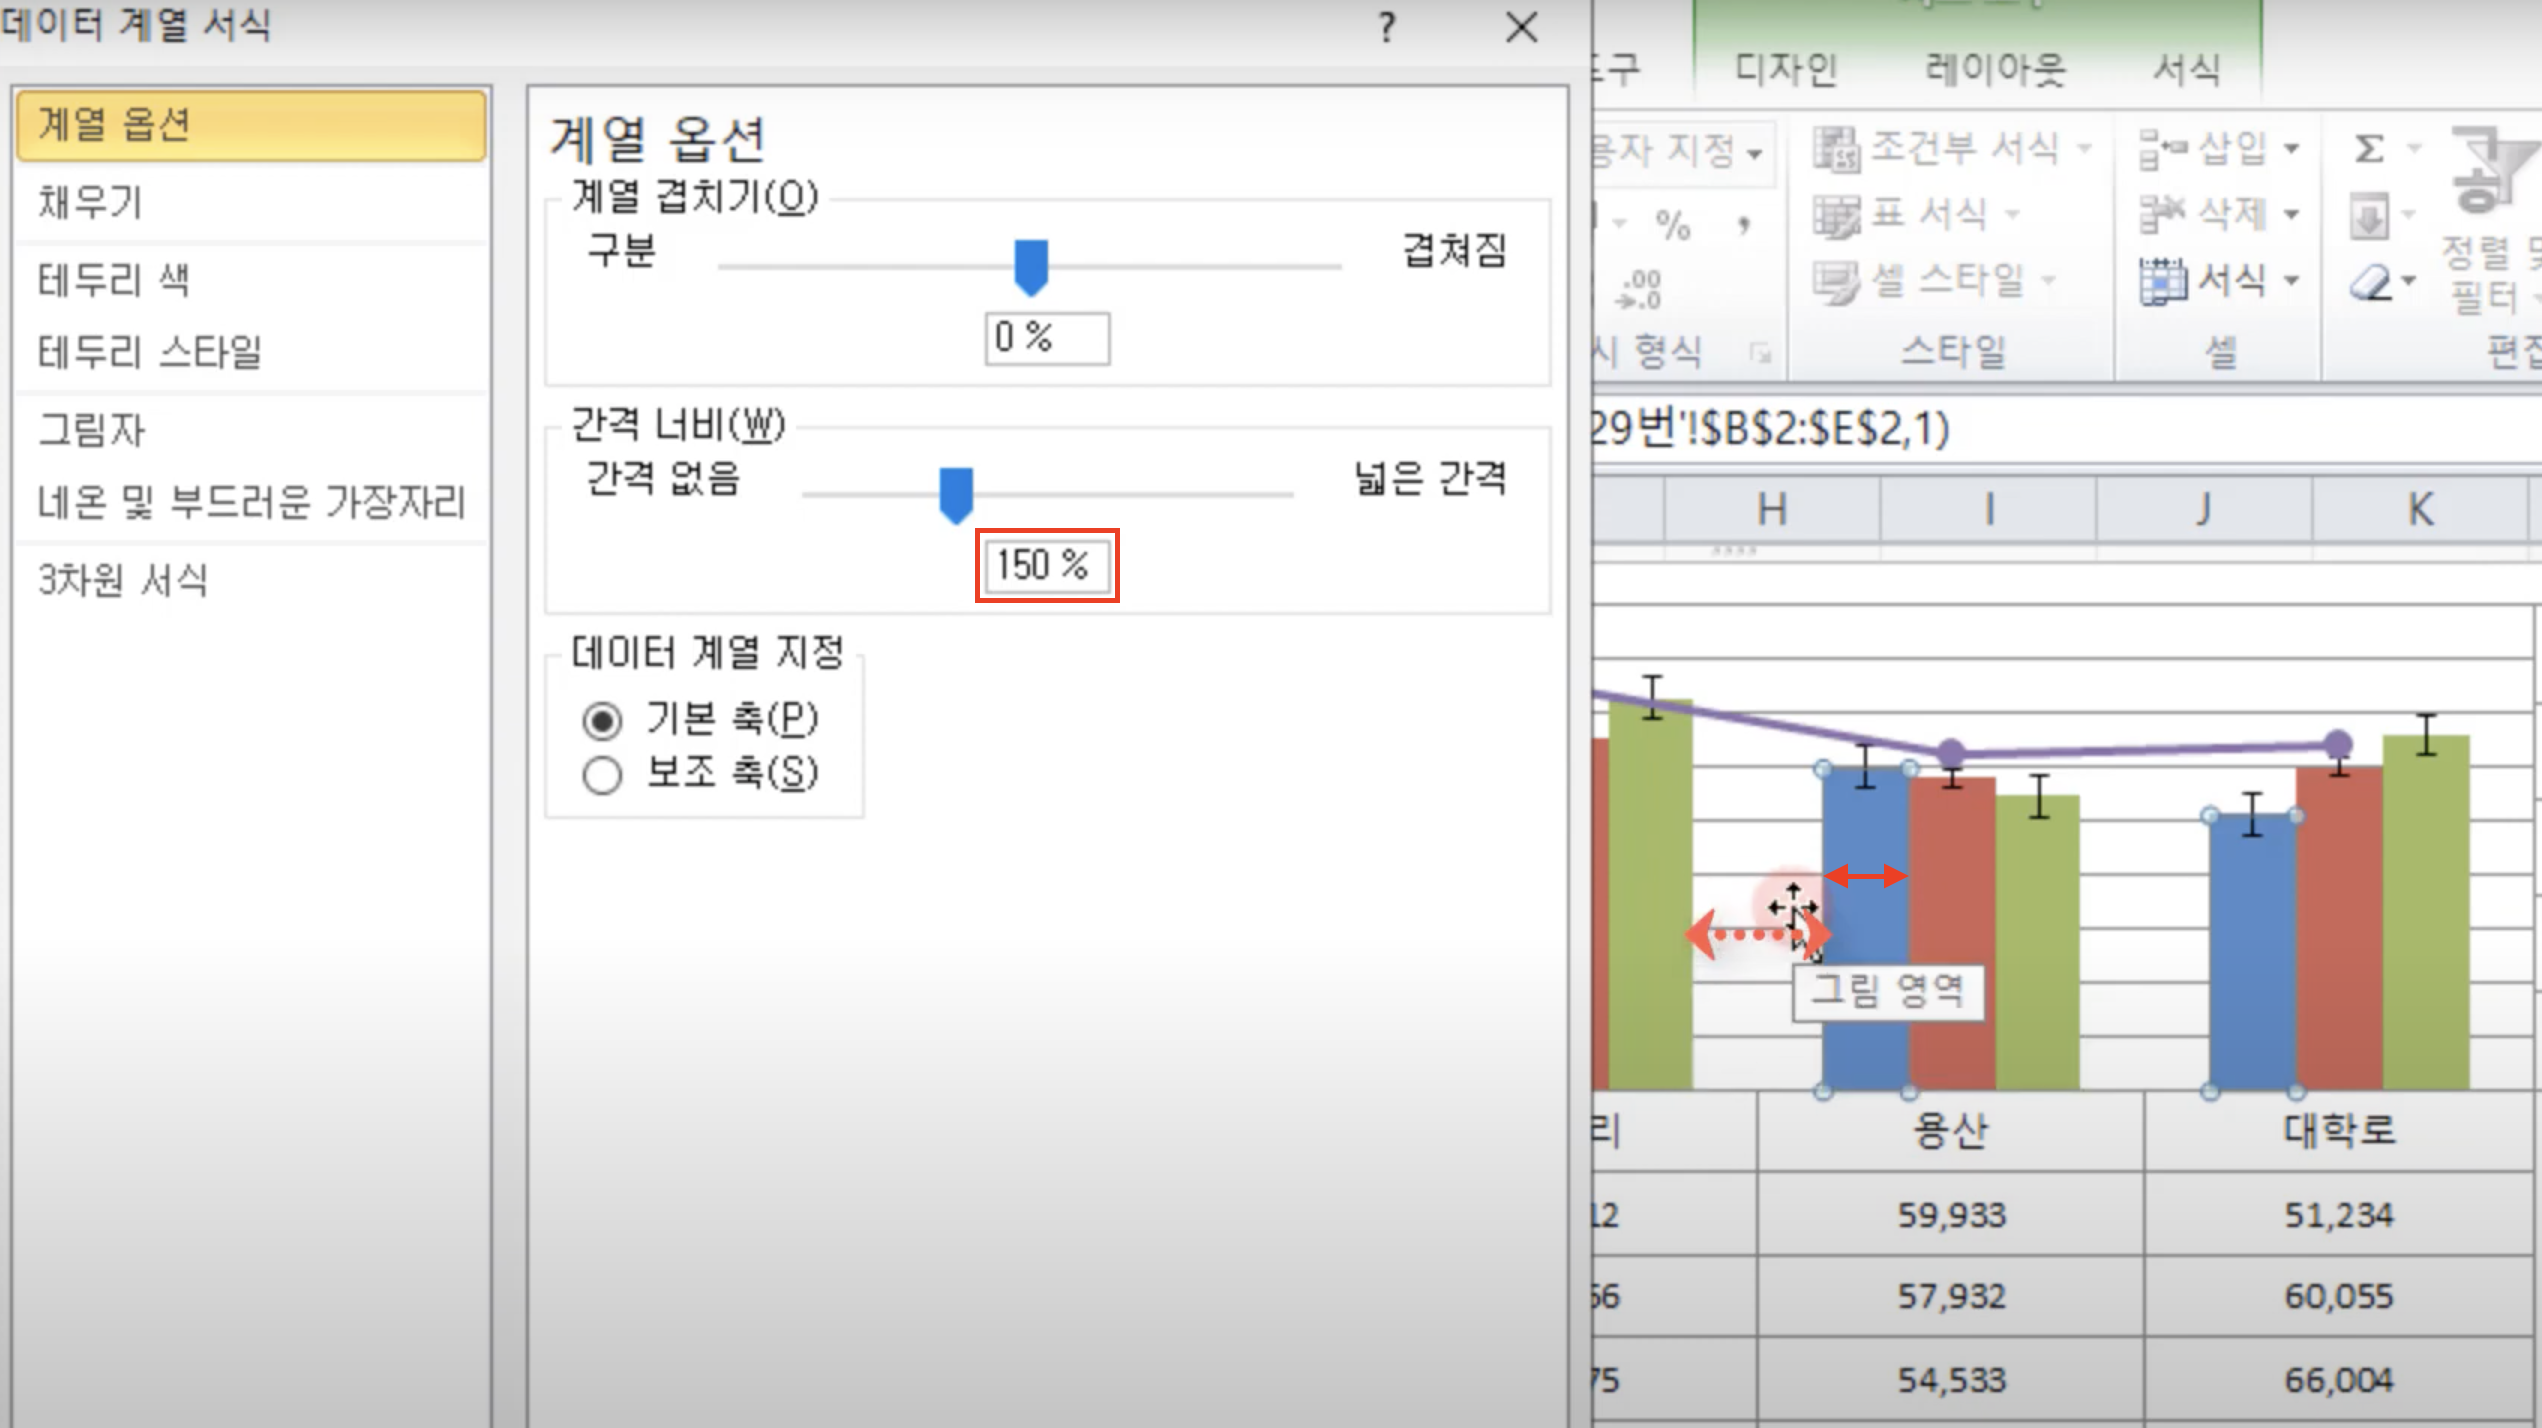 데이터 계열 서식
?
계열 옵션
채우기
테두리 색
테두리 스타일
그림자
네온 및 부드러운 가장자리
3차원 서식
계열 옵션
계열 겹치기(O)
구분
겹쳐짐
0 %
간격 너비(W)
간격 없음
넓은 간격
150 %
데이터 계열 지정
기본 축(P)
보조 축(S)
디자인 레이아웃 서식
지정
% ,
.00
.0
조건부 서식
표 서식
셀 스타일
스타일
삽입
삭제
서식
셀
Σ
정렬
필터
형식
29번'!$B$2:$E$2,1)
H I J K
그림 영역
리 용산 대학로
12 59,933 51,234
66 57,932 60,055
75 54,533 66,004